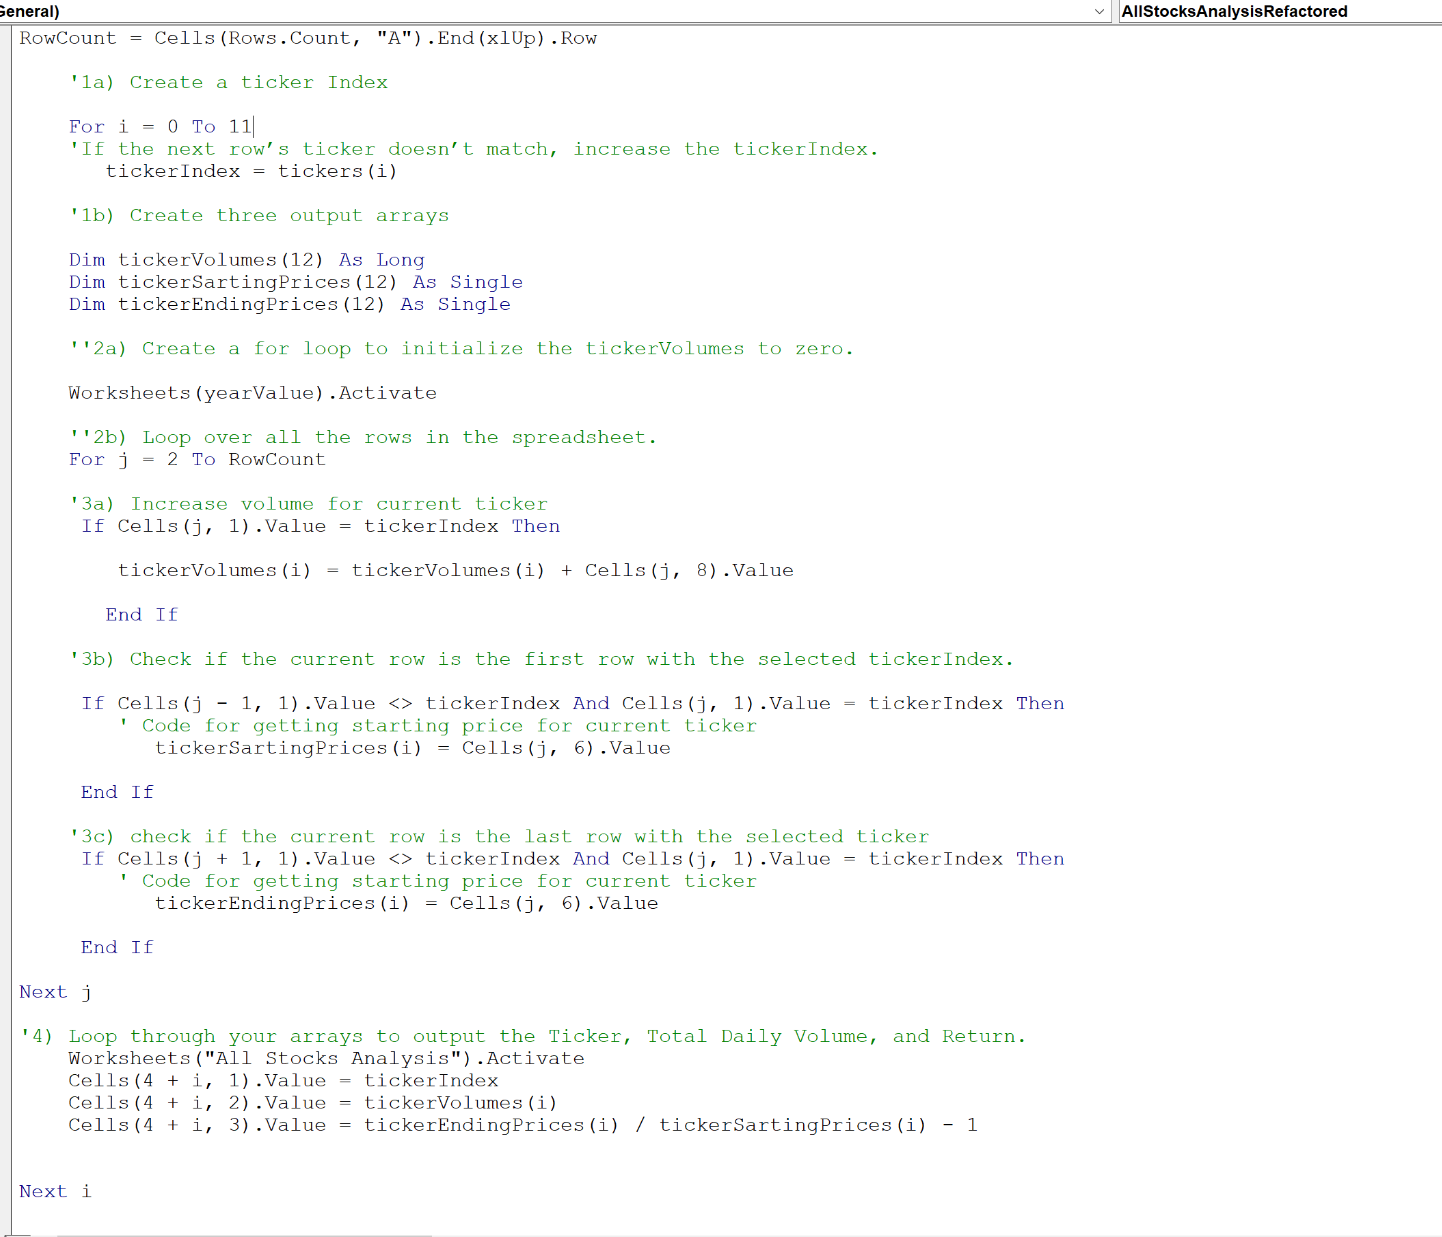 General)
AllStocksAnalysisRefactored
RowCount = Cells(Rows.Count, "A").End(xlUp).Row
'1a) Create a ticker Index
For i = 0 To 11
'If the next row’s ticker doesn’t match, increase the tickerIndex.
tickerIndex = tickers(i)
'1b) Create three output arrays
Dim tickerVolumes(12) As Long
Dim tickerSartingPrices(12) As Single
Dim tickerEndingPrices(12) As Single
''2a) Create a for loop to initialize the tickerVolumes to zero.
Worksheets(yearValue).Activate
''2b) Loop over all the rows in the spreadsheet.
For j = 2 To RowCount
'3a) Increase volume for current ticker
If Cells(j, 1).Value = tickerIndex Then
tickerVolumes(i) = tickerVolumes(i) + Cells(j, 8).Value
End If
'3b) Check if the current row is the first row with the selected tickerIndex.
If Cells(j - 1, 1).Value <> tickerIndex And Cells(j, 1).Value = tickerIndex Then
' Code for getting starting price for current ticker
tickerSartingPrices(i) = Cells(j, 6).Value
End If
'3c) check if the current row is the last row with the selected ticker
If Cells(j + 1, 1).Value <> tickerIndex And Cells(j, 1).Value = tickerIndex Then
' Code for getting starting price for current ticker
tickerEndingPrices(i) = Cells(j, 6).Value
End If
Next j
'4) Loop through your arrays to output the Ticker, Total Daily Volume, and Return.
Worksheets("All Stocks Analysis").Activate
Cells(4 + i, 1).Value = tickerIndex
Cells(4 + i, 2).Value = tickerVolumes(i)
Cells(4 + i, 3).Value = tickerEndingPrices(i) / tickerSartingPrices(i) - 1
Next i